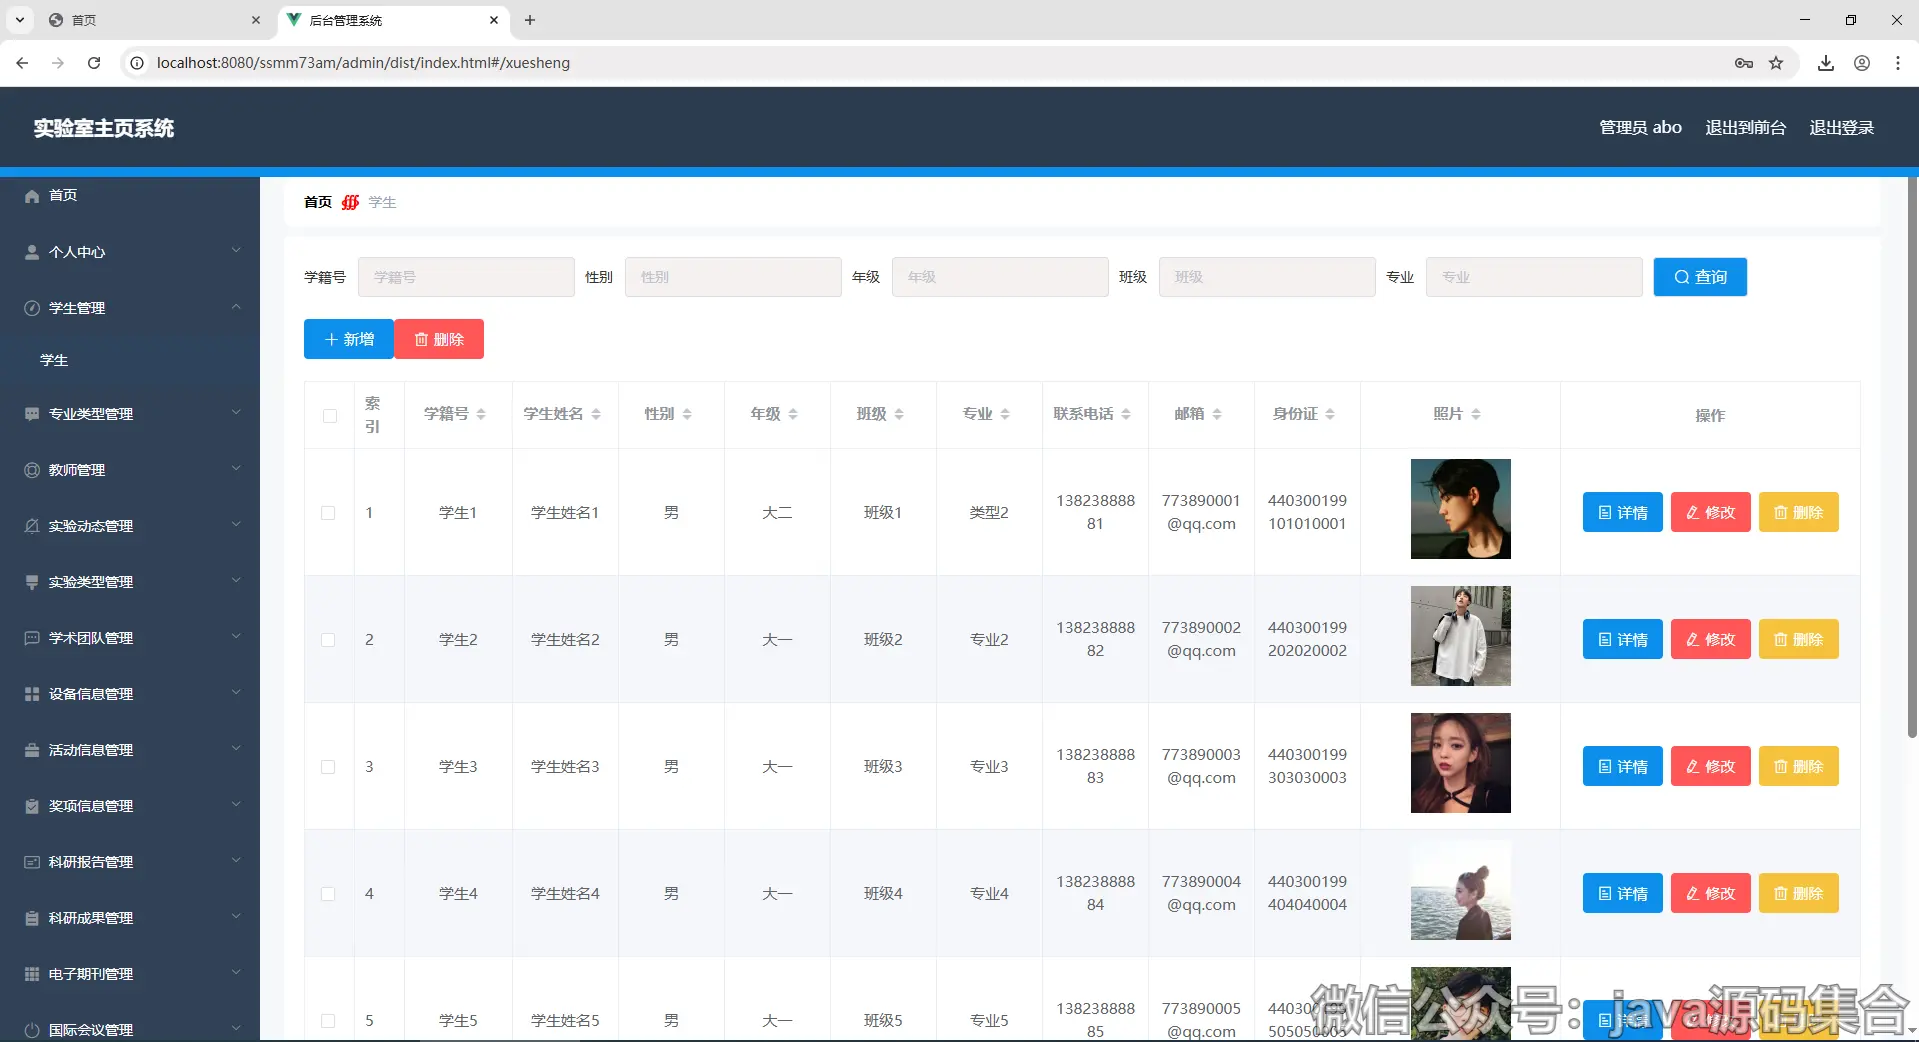 首页
后台管理系统
localhost:8080/ssmm73am/admin/dist/index.html#/xuesheng
实验室主页系统
管理员 abo 退出到前台 退出登录
首页
个人中心
学生管理
学生
专业类型管理
教师管理
实验动态管理
实验类型管理
学术团队管理
设备信息管理
活动信息管理
奖项信息管理
科研报告管理
科研成果管理
电子期刊管理
国际会议管理
首页 学生
学籍号 学籍号 性别 性别 年级 年级 班级 班级 专业 专业 查询
新增 删除
索引 学籍号 学生姓名 性别 年级 班级 专业 联系电话 邮箱 身份证 照片 操作
1 学生1 学生姓名1 男 大二 班级1 类型2 13823888881 773890001@qq.com 440300199101010001 详情 修改 删除
2 学生2 学生姓名2 男 大一 班级2 专业2 13823888882 773890002@qq.com 440300199202020002 详情 修改 删除
3 学生3 学生姓名3 男 大一 班级3 专业3 13823888883 773890003@qq.com 440300199303030003 详情 修改 删除
4 学生4 学生姓名4 男 大一 班级4 专业4 13823888884 773890004@qq.com 440300199404040004 详情 修改 删除
5 学生5 学生姓名5 男 大一 班级5 专业5 13823888885 773890005@qq.com 440300199505050005 详情
微信公众号：java源码集合